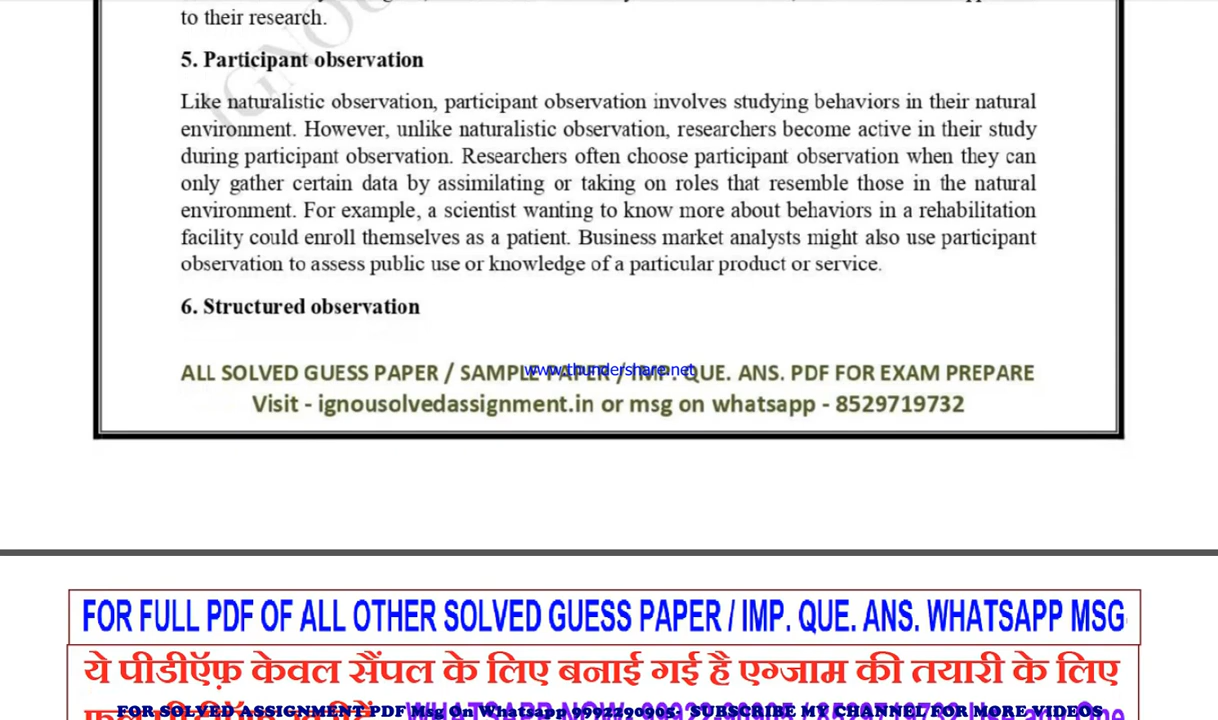 to their research.
5. Participant observation
Like naturalistic observation, participant observation involves studying behaviors in their natural
environment. However, unlike naturalistic observation, researchers become active in their study
during participant observation. Researchers often choose participant observation when they can
only gather certain data by assimilating or taking on roles that resemble those in the natural
environment. For example, a scientist wanting to know more about behaviors in a rehabilitation
facility could enroll themselves as a patient. Business market analysts might also use participant
observation to assess public use or knowledge of a particular product or service.
6. Structured observation
ALL SOLVED GUESS PAPER / SAMPLE PAPER / IMP. QUE. ANS. PDF FOR EXAM PREPARE
www.thundershare.net
Visit - ignousolvedassignment.in or msg on whatsapp - 8529719732
FOR FULL PDF OF ALL OTHER SOLVED GUESS PAPER / IMP. QUE. ANS. WHATSAPP MSG
ये पीडीऍफ़ केवल सैंपल के लिए बनाई गई है एग्जाम की तयारी के लिए
FOR SOLVED ASSIGNMENT PDF Msg On Whatsapp 9992290905- SUBSCRIBE MY CHANNEL FOR MORE VIDEOS